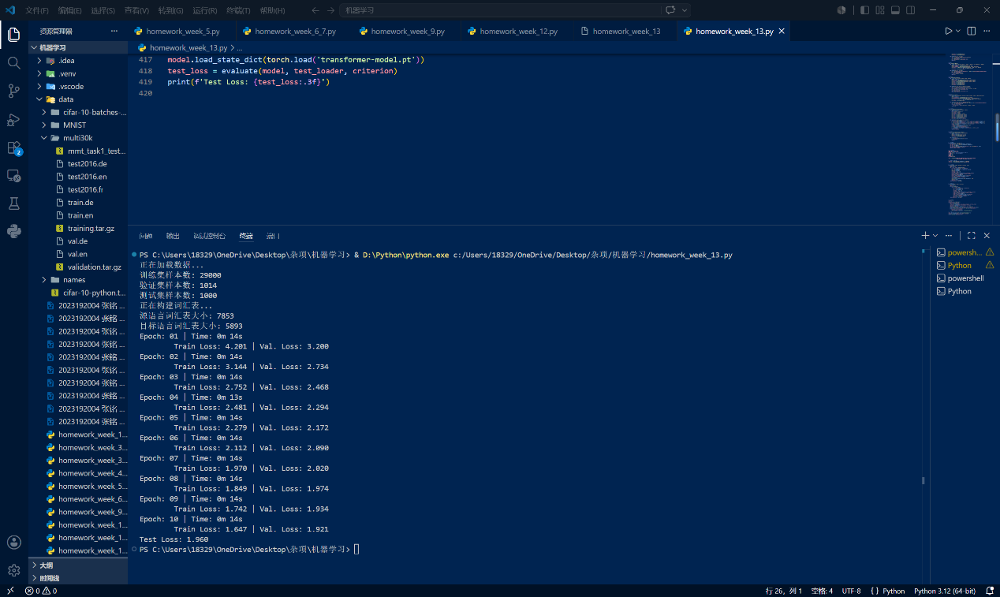 文件(F) 编辑(E) 选择(S) 查看(V) 转到(G) 运行(R) 终端(T) 帮助(H)
机器学习
资源管理器
homework_week_5.py
homework_week_6_7.py
homework_week_9.py
homework_week_12.py
homework_week_13
homework_week_13.py
homework_week_13.py > ...
机器学习
.idea
.venv
.vscode
data
cifar-10-batches-...
MNIST
multi30k
mmt_task1_test...
test2016.de
test2016.en
test2016.fr
train.de
train.en
training.tar.gz
val.de
val.en
validation.tar.gz
names
cifar-10-python.t...
2023192004 张铭 ...
2023192004 张铭 ...
2023192004 张铭 ...
2023192004 张铭 ...
2023192004 张铭 ...
2023192004 张铭 ...
2023192004 张铭 ...
2023192004 张铭 ...
2023192004 张铭 ...
2023192004 张铭 ...
homework_week_1...
homework_week_3...
homework_week_3...
homework_week_4...
homework_week_5...
homework_week_6...
homework_week_9...
homework_week_1...
homework_week_1...
homework_week_1...
大纲
时间线
2
417 model.load_state_dict(torch.load('transformer-model.pt'))
418 test_loss = evaluate(model, test_loader, criterion)
419 print(f'Test Loss: {test_loss:.3f}')
420
问题 输出 调试控制台 终端 端口
PS C:\Users\18329\OneDrive\Desktop\杂项\机器学习> & D:\Python\python.exe c:/Users/18329/OneDrive/Desktop/杂项/机器学习/homework_week_13.py
正在加载数据...
训练集样本数: 29000
验证集样本数: 1014
测试集样本数: 1000
正在构建词汇表...
源语言词汇表大小: 7853
目标语言词汇表大小: 5893
Epoch: 01 | Time: 0m 14s
Train Loss: 4.201 | Val. Loss: 3.200
Epoch: 02 | Time: 0m 14s
Train Loss: 3.144 | Val. Loss: 2.734
Epoch: 03 | Time: 0m 14s
Train Loss: 2.752 | Val. Loss: 2.468
Epoch: 04 | Time: 0m 13s
Train Loss: 2.481 | Val. Loss: 2.294
Epoch: 05 | Time: 0m 14s
Train Loss: 2.279 | Val. Loss: 2.172
Epoch: 06 | Time: 0m 14s
Train Loss: 2.112 | Val. Loss: 2.090
Epoch: 07 | Time: 0m 14s
Train Loss: 1.970 | Val. Loss: 2.020
Epoch: 08 | Time: 0m 14s
Train Loss: 1.849 | Val. Loss: 1.974
Epoch: 09 | Time: 0m 14s
Train Loss: 1.742 | Val. Loss: 1.934
Epoch: 10 | Time: 0m 14s
Train Loss: 1.647 | Val. Loss: 1.921
Test Loss: 1.960
PS C:\Users\18329\OneDrive\Desktop\杂项\机器学习>
powersh...
Python
powershell
Python
0 0
行 26, 列 1 空格: 4 UTF-8 {} Python Python 3.12 (64-bit)